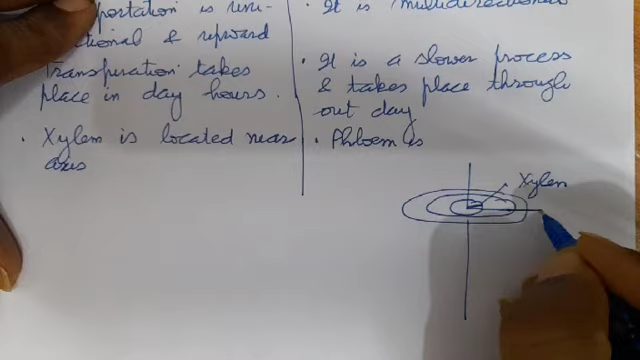 portation is uni-
tional & upward
Transpiration takes
place in day hours.
· Xylem is located near
axis
· It is multidirectional
· It is a slower process
& takes place through
out day
· Phloem is
Xylem